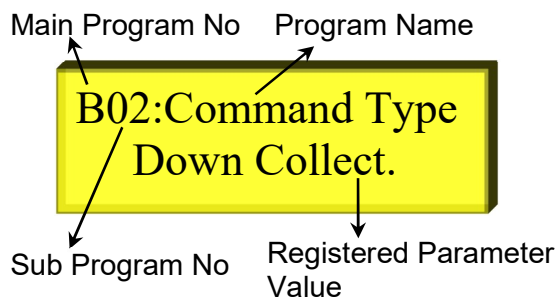 Main Program No Program Name
B02:Command Type
Down Collect.
Sub Program No
Registered Parameter
Value